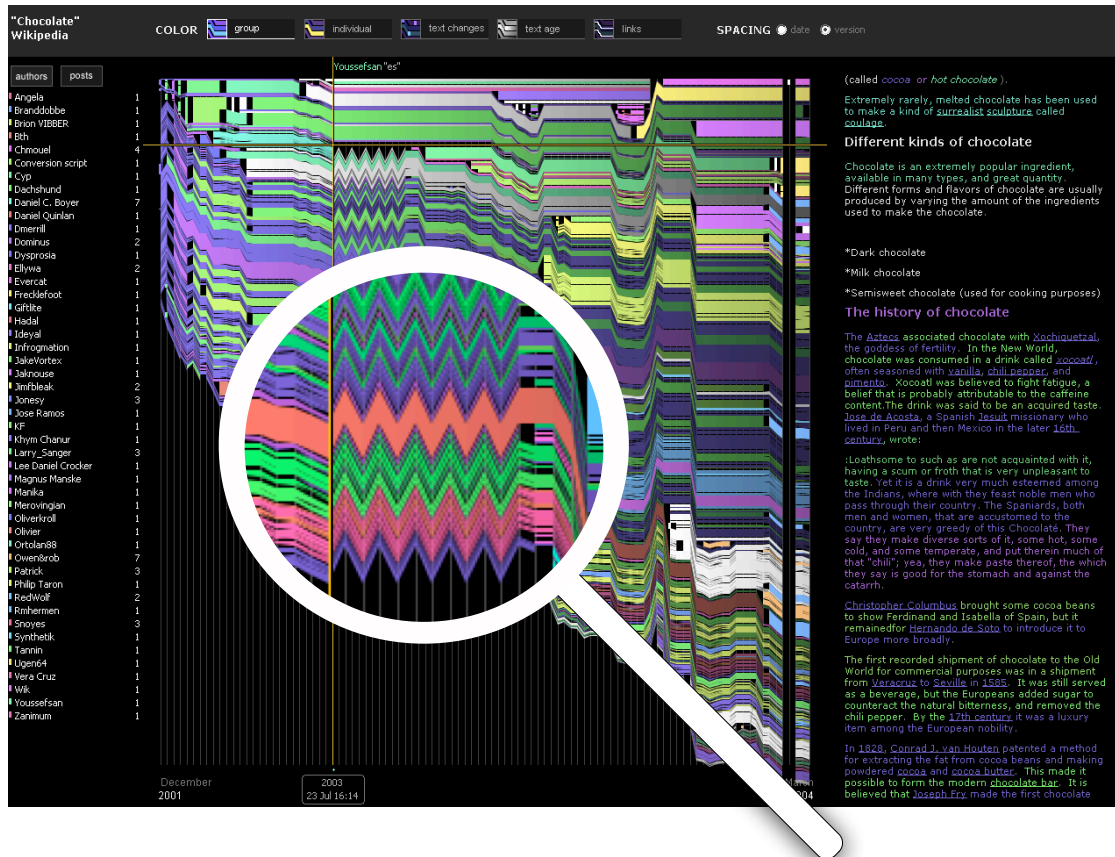 "Chocolate"
Wikipedia
COLOR group individual text changes text age links SPACING date version
authors posts
Youssefsan "es"
Angela 1
Branddobbe 1
Brion VIBBER 1
Bth 1
Chmouel 4
Conversion script 1
Cyp 1
Dachshund 1
Daniel C. Boyer 7
Daniel Quinlan 1
Dmerrill 1
Dominus 2
Dysprosia 1
Ellywa 2
Evercat 1
Frecklefoot 1
Giftlite 1
Hadal 1
Ideyal 1
Infrogmation 1
JakeVortex 1
Jaknouse 1
Jimfbleak 2
Jonesy 3
Jose Ramos 1
KF 1
Khym Chanur 1
Larry_Sanger 3
Lee Daniel Crocker 1
Magnus Manske 1
Manika 1
Merovingian 1
Oliverkroll 1
Olivier 1
Ortolan88 1
Owen&rob 7
Patrick 3
Philip Taron 1
RedWolf 2
Rmhermen 1
Snoyes 3
Synthetik 1
Tannin 1
Ugen64 1
Vera Cruz 1
Wik 1
Youssefsan 1
Zanimum 1
December
2001
2003
23 Jul 16:14
(called cocoa or hot chocolate ).
Extremely rarely, melted chocolate has been used
to make a kind of surrealist sculpture called
coulage.
Different kinds of chocolate
Chocolate is an extremely popular ingredient,
available in many types, and great quantity.
Different forms and flavors of chocolate are usually
produced by varying the amount of the ingredients
used to make the chocolate.
*Dark chocolate
*Milk chocolate
*Semisweet chocolate (used for cooking purposes)
The history of chocolate
The Aztecs associated chocolate with Xochiquetzal,
the goddess of fertility. In the New World,
chocolate was consumed in a drink called xocoatl,
often seasoned with vanilla, chili pepper, and
pimento. Xocoatl was believed to fight fatigue, a
belief that is probably attributable to the caffeine
content.The drink was said to be an acquired taste.
Jose de Acosta, a Spanish Jesuit missionary who
lived in Peru and then Mexico in the later 16th
century, wrote:
:Loathsome to such as are not acquainted with it,
having a scum or froth that is very unpleasant to
taste. Yet it is a drink very much esteemed among
the Indians, where with they feast noble men who
pass through their country. The Spaniards, both
men and women, that are accustomed to the
country, are very greedy of this Chocolaté. They
say they make diverse sorts of it, some hot, some
cold, and some temperate, and put therein much of
that "chili"; yea, they make paste thereof, the which
they say is good for the stomach and against the
catarrh.
Christopher Columbus brought some cocoa beans
to show Ferdinand and Isabella of Spain, but it
remainedfor Hernando de Soto to introduce it to
Europe more broadly.
The first recorded shipment of chocolate to the Old
World for commercial purposes was in a shipment
from Veracruz to Seville in 1585. It was still served
as a beverage, but the Europeans added sugar to
counteract the natural bitterness, and removed the
chili pepper. By the 17th century it was a luxury
item among the European nobility.
In 1828, Conrad J. van Houten patented a method
for extracting the fat from cocoa beans and making
powdered cocoa and cocoa butter. This made it
possible to form the modern chocolate bar. It is
believed that Joseph Fry made the first chocolate